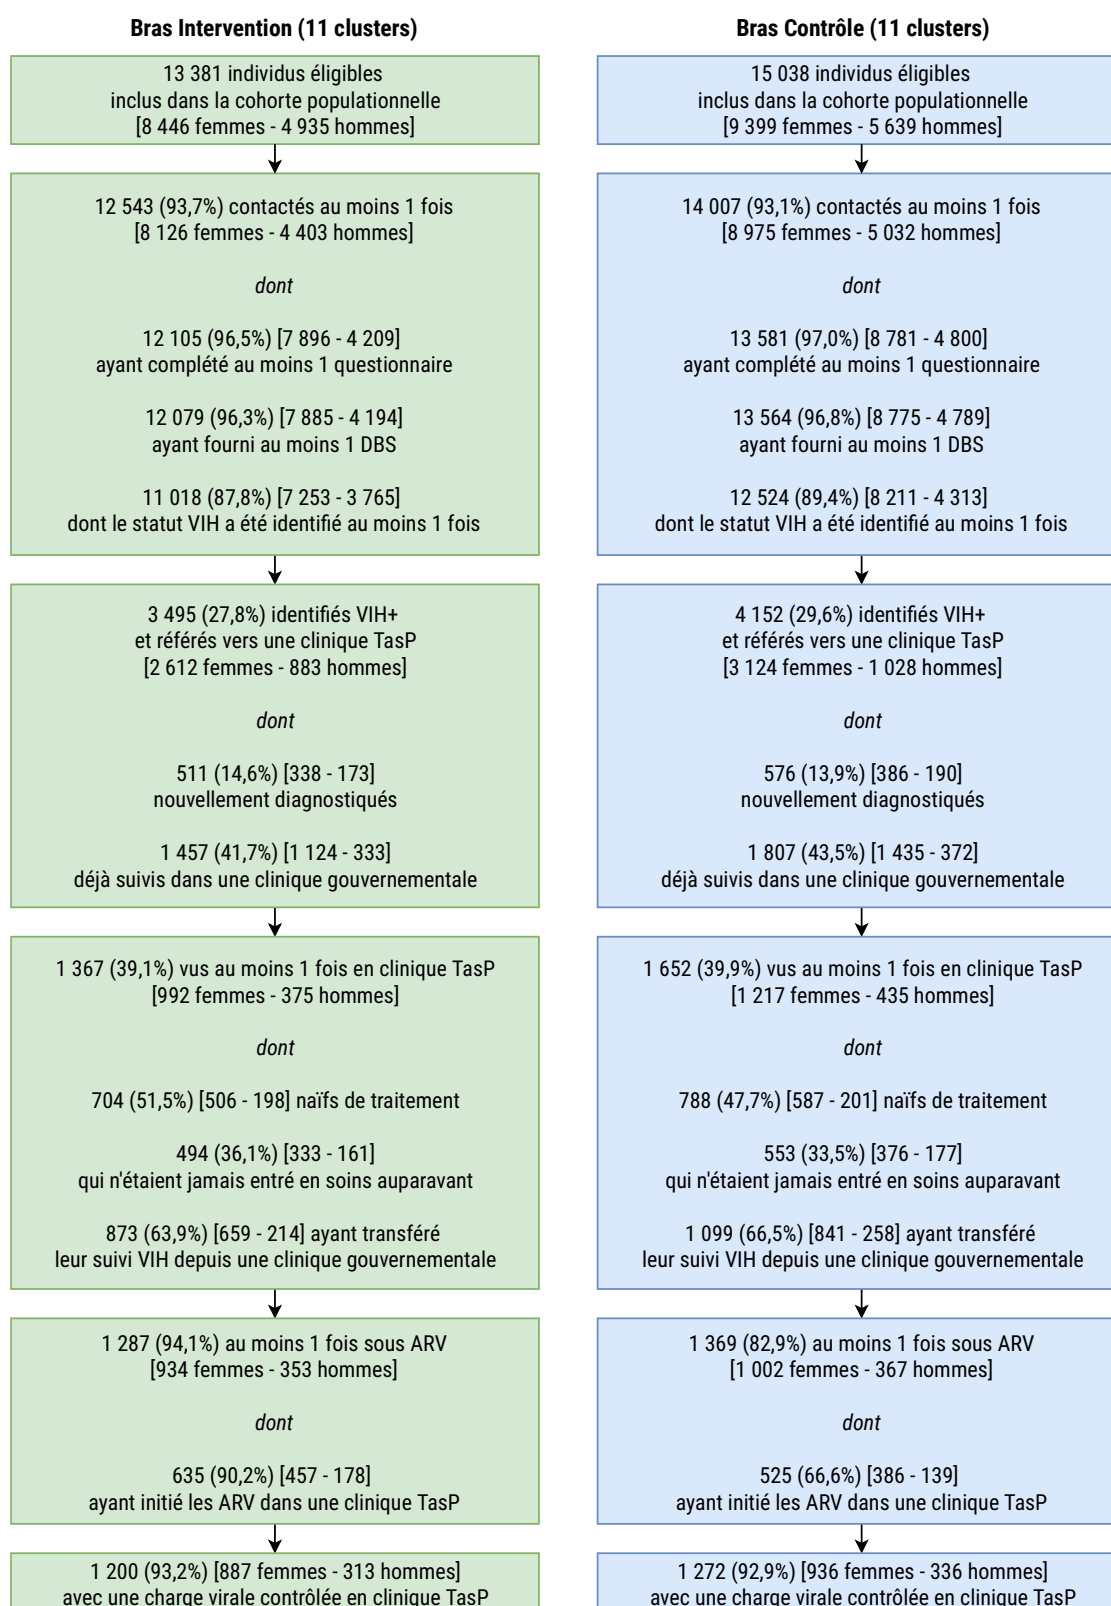 Bras Intervention (11 clusters)
13 381 individus éligibles
inclus dans la cohorte populationnelle
[8 446 femmes - 4 935 hommes]
12 543 (93,7%) contactés au moins 1 fois
[8 126 femmes - 4 403 hommes]
dont
12 105 (96,5%) [7 896 - 4 209]
ayant complété au moins 1 questionnaire
12 079 (96,3%) [7 885 - 4 194]
ayant fourni au moins 1 DBS
11 018 (87,8%) [7 253 - 3 765]
dont le statut VIH a été identifié au moins 1 fois
3 495 (27,8%) identifiés VIH+
et référés vers une clinique TasP
[2 612 femmes - 883 hommes]
dont
511 (14,6%) [338 - 173]
nouvellement diagnostiqués
1 457 (41,7%) [1 124 - 333]
déjà suivis dans une clinique gouvernementale
1 367 (39,1%) vus au moins 1 fois en clinique TasP
[992 femmes - 375 hommes]
dont
704 (51,5%) [506 - 198] naïfs de traitement
494 (36,1%) [333 - 161]
qui n'étaient jamais entré en soins auparavant
873 (63,9%) [659 - 214] ayant transféré
leur suivi VIH depuis une clinique gouvernementale
1 287 (94,1%) au moins 1 fois sous ARV
[934 femmes - 353 hommes]
dont
635 (90,2%) [457 - 178]
ayant initié les ARV dans une clinique TasP
1 200 (93,2%) [887 femmes - 313 hommes]
avec une charge virale contrôlée en clinique TasP
Bras Contrôle (11 clusters)
15 038 individus éligibles
inclus dans la cohorte populationnelle
[9 399 femmes - 5 639 hommes]
14 007 (93,1%) contactés au moins 1 fois
[8 975 femmes - 5 032 hommes]
dont
13 581 (97,0%) [8 781 - 4 800]
ayant complété au moins 1 questionnaire
13 564 (96,8%) [8 775 - 4 789]
ayant fourni au moins 1 DBS
12 524 (89,4%) [8 211 - 4 313]
dont le statut VIH a été identifié au moins 1 fois
4 152 (29,6%) identifiés VIH+
et référés vers une clinique TasP
[3 124 femmes - 1 028 hommes]
dont
576 (13,9%) [386 - 190]
nouvellement diagnostiqués
1 807 (43,5%) [1 435 - 372]
déjà suivis dans une clinique gouvernementale
1 652 (39,9%) vus au moins 1 fois en clinique TasP
[1 217 femmes - 435 hommes]
dont
788 (47,7%) [587 - 201] naïfs de traitement
553 (33,5%) [376 - 177]
qui n'étaient jamais entré en soins auparavant
1 099 (66,5%) [841 - 258] ayant transféré
leur suivi VIH depuis une clinique gouvernementale
1 369 (82,9%) au moins 1 fois sous ARV
[1 002 femmes - 367 hommes]
dont
525 (66,6%) [386 - 139]
ayant initié les ARV dans une clinique TasP
1 272 (92,9%) [936 femmes - 336 hommes]
avec une charge virale contrôlée en clinique TasP